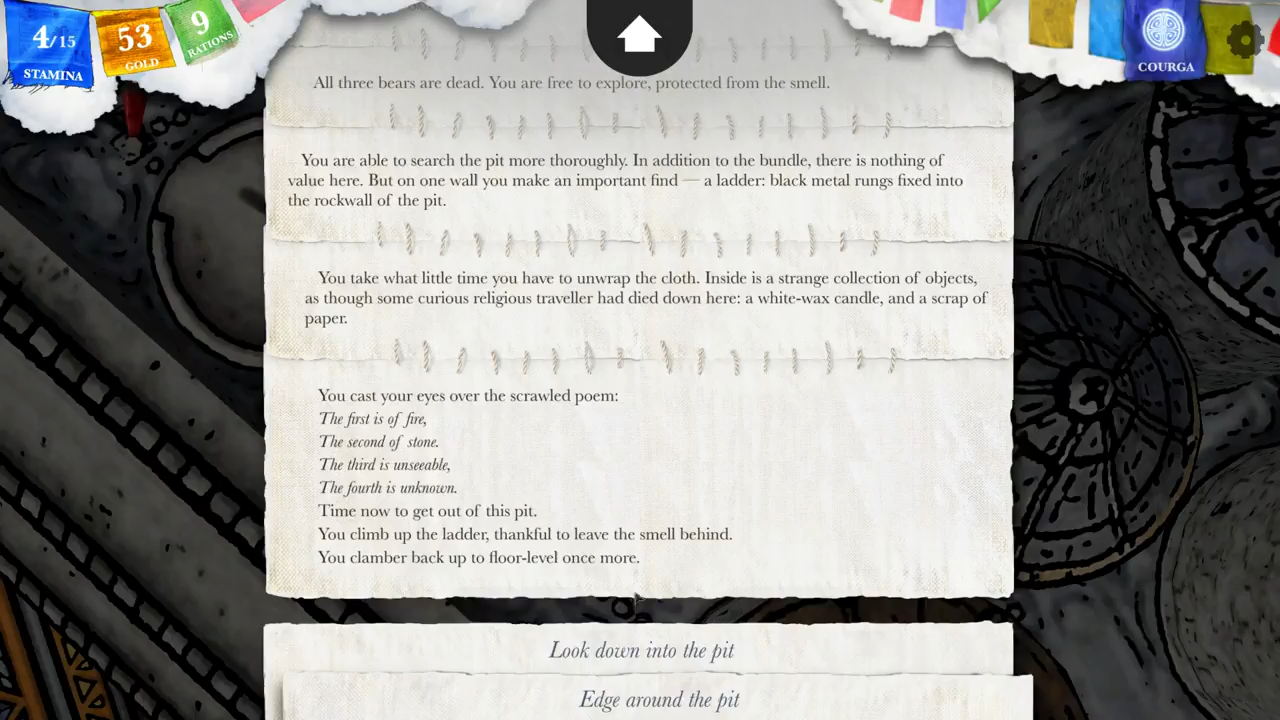 4/15
STAMINA
53
GOLD
9
RATIONS
COURGA
All three bears are dead. You are free to explore, protected from the smell.
You are able to search the pit more thoroughly. In addition to the bundle, there is nothing of
value here. But on one wall you make an important find — a ladder: black metal rungs fixed into
the rockwall of the pit.
You take what little time you have to unwrap the cloth. Inside is a strange collection of objects,
as though some curious religious traveller had died down here: a white-wax candle, and a scrap of
paper.
You cast your eyes over the scrawled poem:
The first is of fire,
The second of stone.
The third is unseeable,
The fourth is unknown.
Time now to get out of this pit.
You climb up the ladder, thankful to leave the smell behind.
You clamber back up to floor-level once more.
Look down into the pit
Edge around the pit